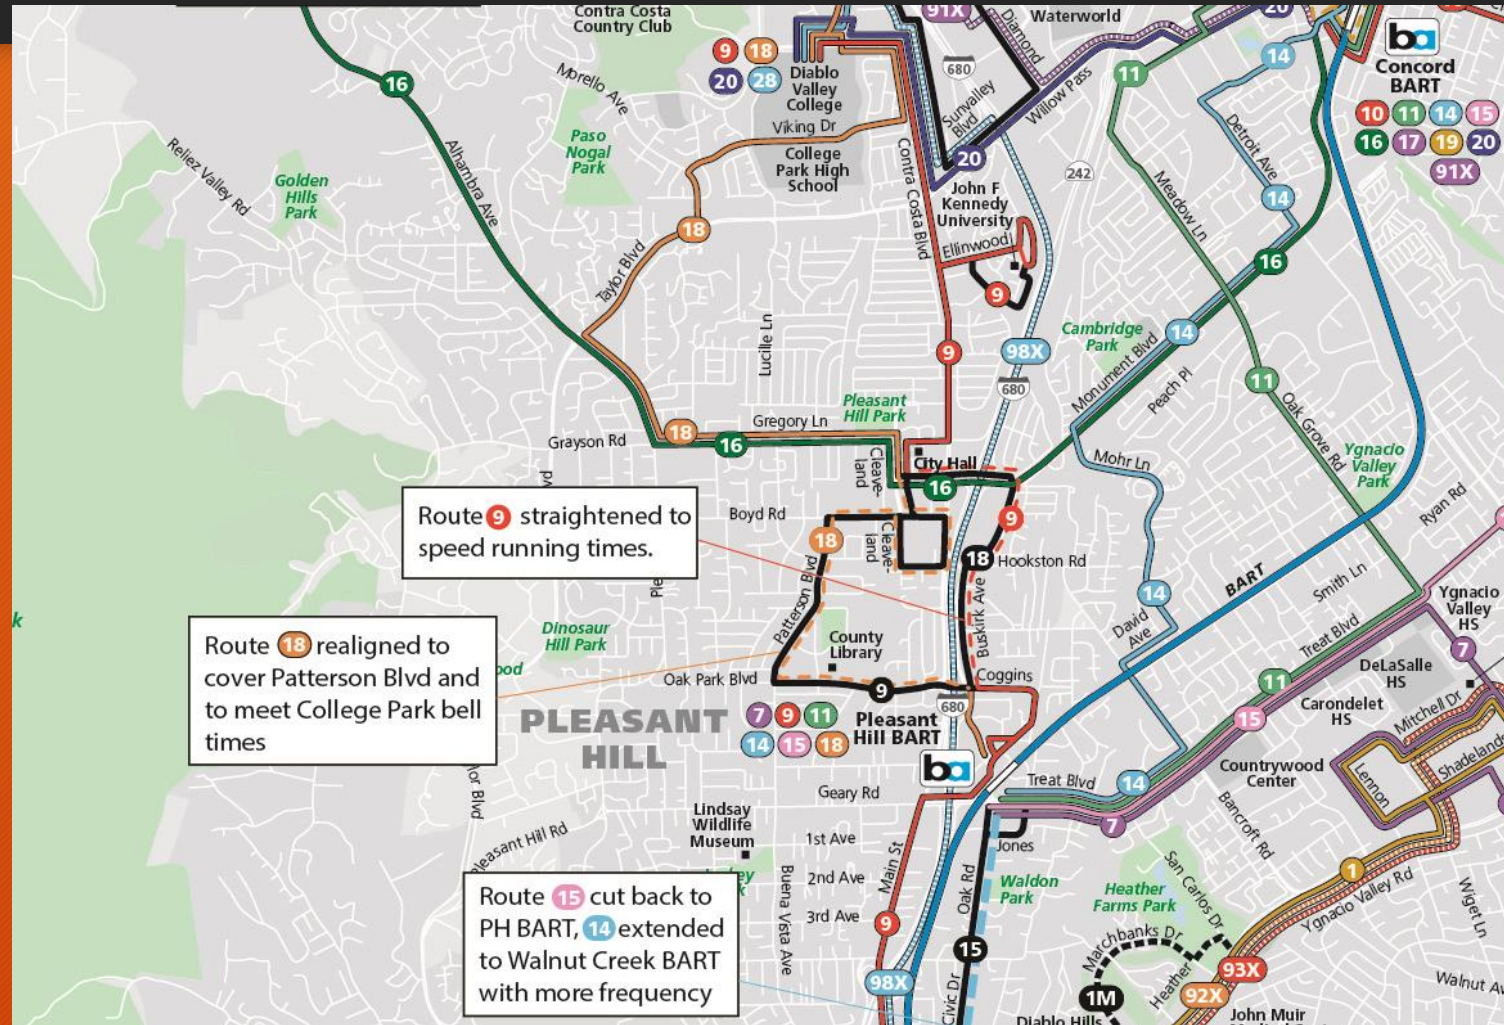 Contra Costa
Country Club
91X
Diamond
Waterworld
20
ba
Concord
BART
10 11 14 15
16 17 19 20
91X
9 18
20 28
Diablo
Valley
College
680
14
11
16
Morello Ave
Sunvalley
Blvd
Willow Pass
Detroit Ave
Viking Dr
Paso
Nogal
Park
College
Park High
School
Contra Costa Blvd
20
242
Reliez Valley Rd
Alhambra Ave
Golden
Hills
Park
John F
Kennedy
University
Meadow Ln
14
18
Ellinwood
16
Taylor Blvd
9
Lucille Ln
Cambridge
Park
14
9
98X
Monument Blvd
680
Peach Pl
11
Pleasant
Hill Park
Oak Grove Rd
Gregory Ln
18
Grayson Rd
16
City Hall
Cleave-
land
16
Mohr Ln
Ygnacio
Valley
Park
Ryan Rd
Route 9 straightened to
speed running times.
Boyd Rd
9
18
Cleave-
land
18
Hookston Rd
Patterson Blvd
Buskirk Ave
14
BART
Smith Ln
Ygnacio
Valley
HS
David
Ave
Treat Blvd
k
Route 18 realigned to
cover Patterson Blvd and
to meet College Park bell
times
Dinosaur
Hill Park
ood
County
Library
7
DeLaSalle
HS
Oak Park Blvd
Coggins
9
11
Mitchell Dr
PLEASANT
HILL
7 9 11
14 15 18
Pleasant
Hill BART
680
15
Carondelet
HS
ba
Countrywood
Center
Lennon
Shadelands
Treat Blvd
14
lor Blvd
Geary Rd
Bancroft Rd
7
Lindsay
Wildlife
Museum
Pleasant Hill Rd
1st Ave
Main St
Jones
San Carlos Dr
2nd Ave
Oak Rd
Waldon
Park
Heather
Farms Park
1
Ygnacio Valley Rd
Wiget Ln
Buena Vista Ave
3rd Ave
9
Route 15 cut back to
PH BART, 14 extended
to Walnut Creek BART
with more frequency
15
Marchbanks Dr
93X
Heather
98X
Civic Dr
1M
92X
Walnut Av
Diablo Hills
John Muir